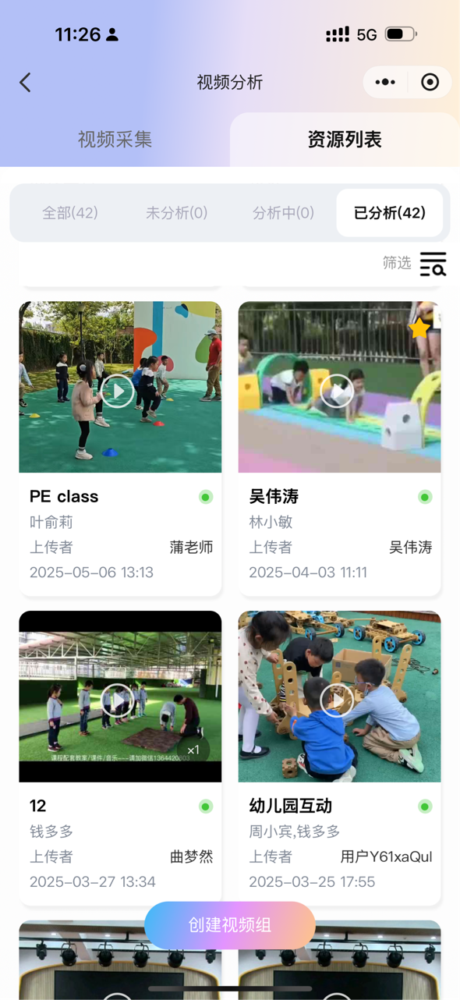 11:26
5G
视频分析
视频采集
资源列表
全部(42)
未分析(0)
分析中(0)
已分析(42)
筛选
PE class
叶俞莉
上传者 蒲老师
2025-05-06 13:13
吴伟涛
林小敏
上传者 吴伟涛
2025-04-03 11:11
×1
课程配套教案/课件/音乐~~~请加微信1364420603
12
钱多多
上传者 曲梦然
2025-03-27 13:34
幼儿园互动
周小宾,钱多多
上传者 用户Y61xaQul
2025-03-25 17:55
创建视频组